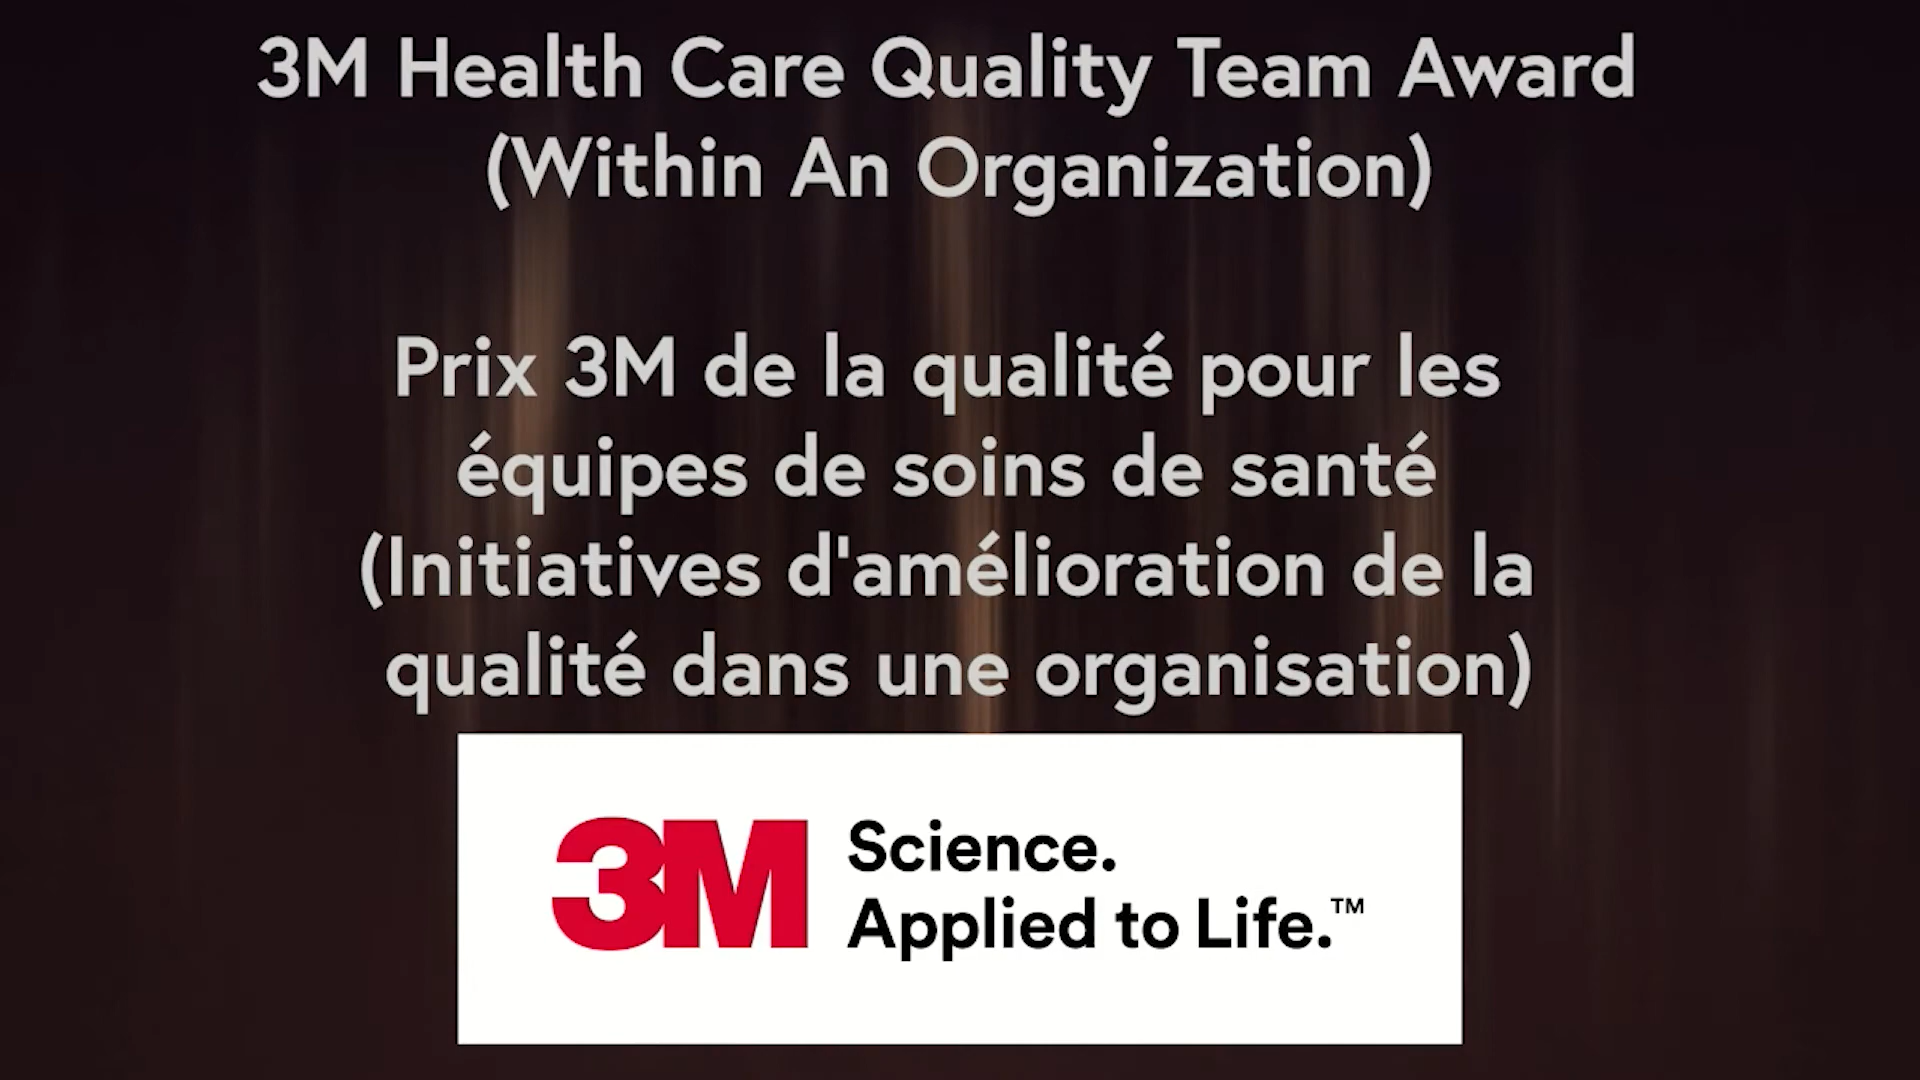 3M Health Care Quality Team Award
(Within An Organization)
Prix 3M de la qualité pour les
équipes de soins de santé
(Initiatives d'amélioration de la
qualité dans une organisation)
3M Science.
Applied to Life.™